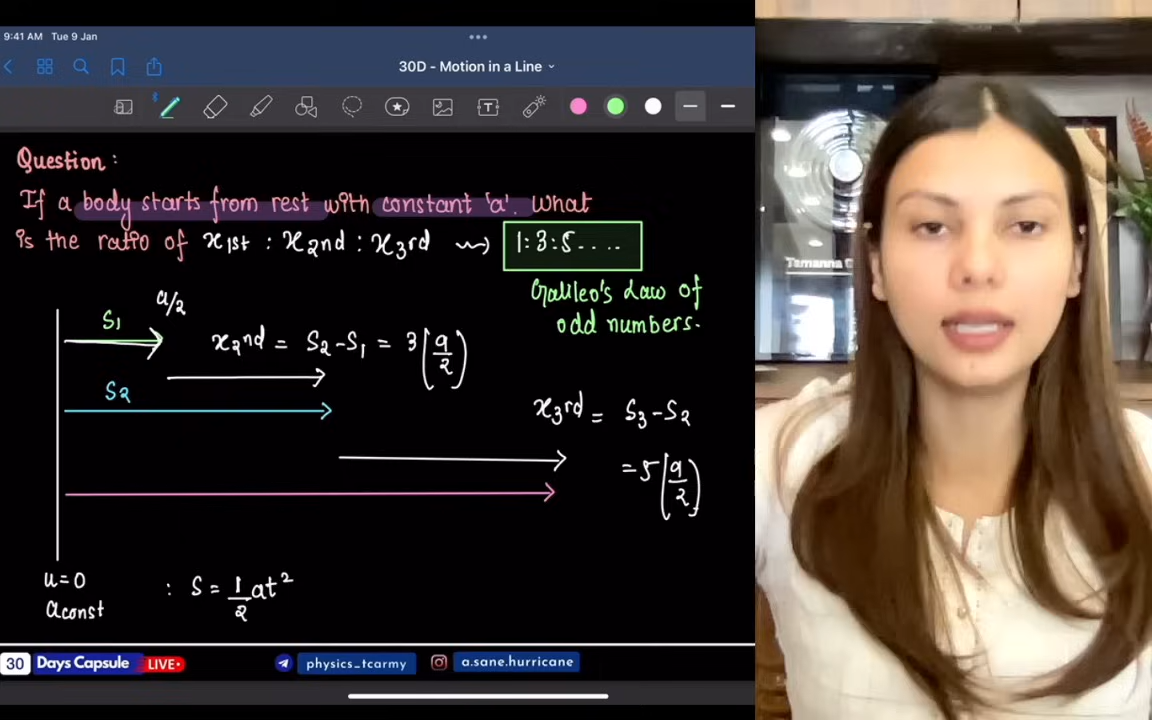 9:41 AM Tue 9 Jan
30D - Motion in a Line
Question:
If a body starts from rest with constant 'a'. What
is the ratio of x1st : x2nd : x3rd ⇝ 1:3:5....
Galileo's Law of
odd numbers.
a/2
S1
x2nd = S2-S1 = 3(a/2)
S2
x3rd = S3-S2
=5(a/2)
u=0
a const
: S = 1/2 at²
30 Days Capsule LIVE
physics_tcarmy
a.sane.hurricane